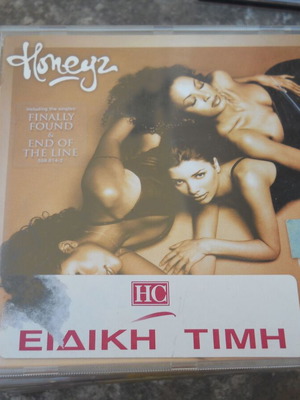 Honeyz
including the singles
FINALLY
FOUND
&
END OF
THE LINE
HC
ΕΙΔΙΚΗ ΤΙΜΗ